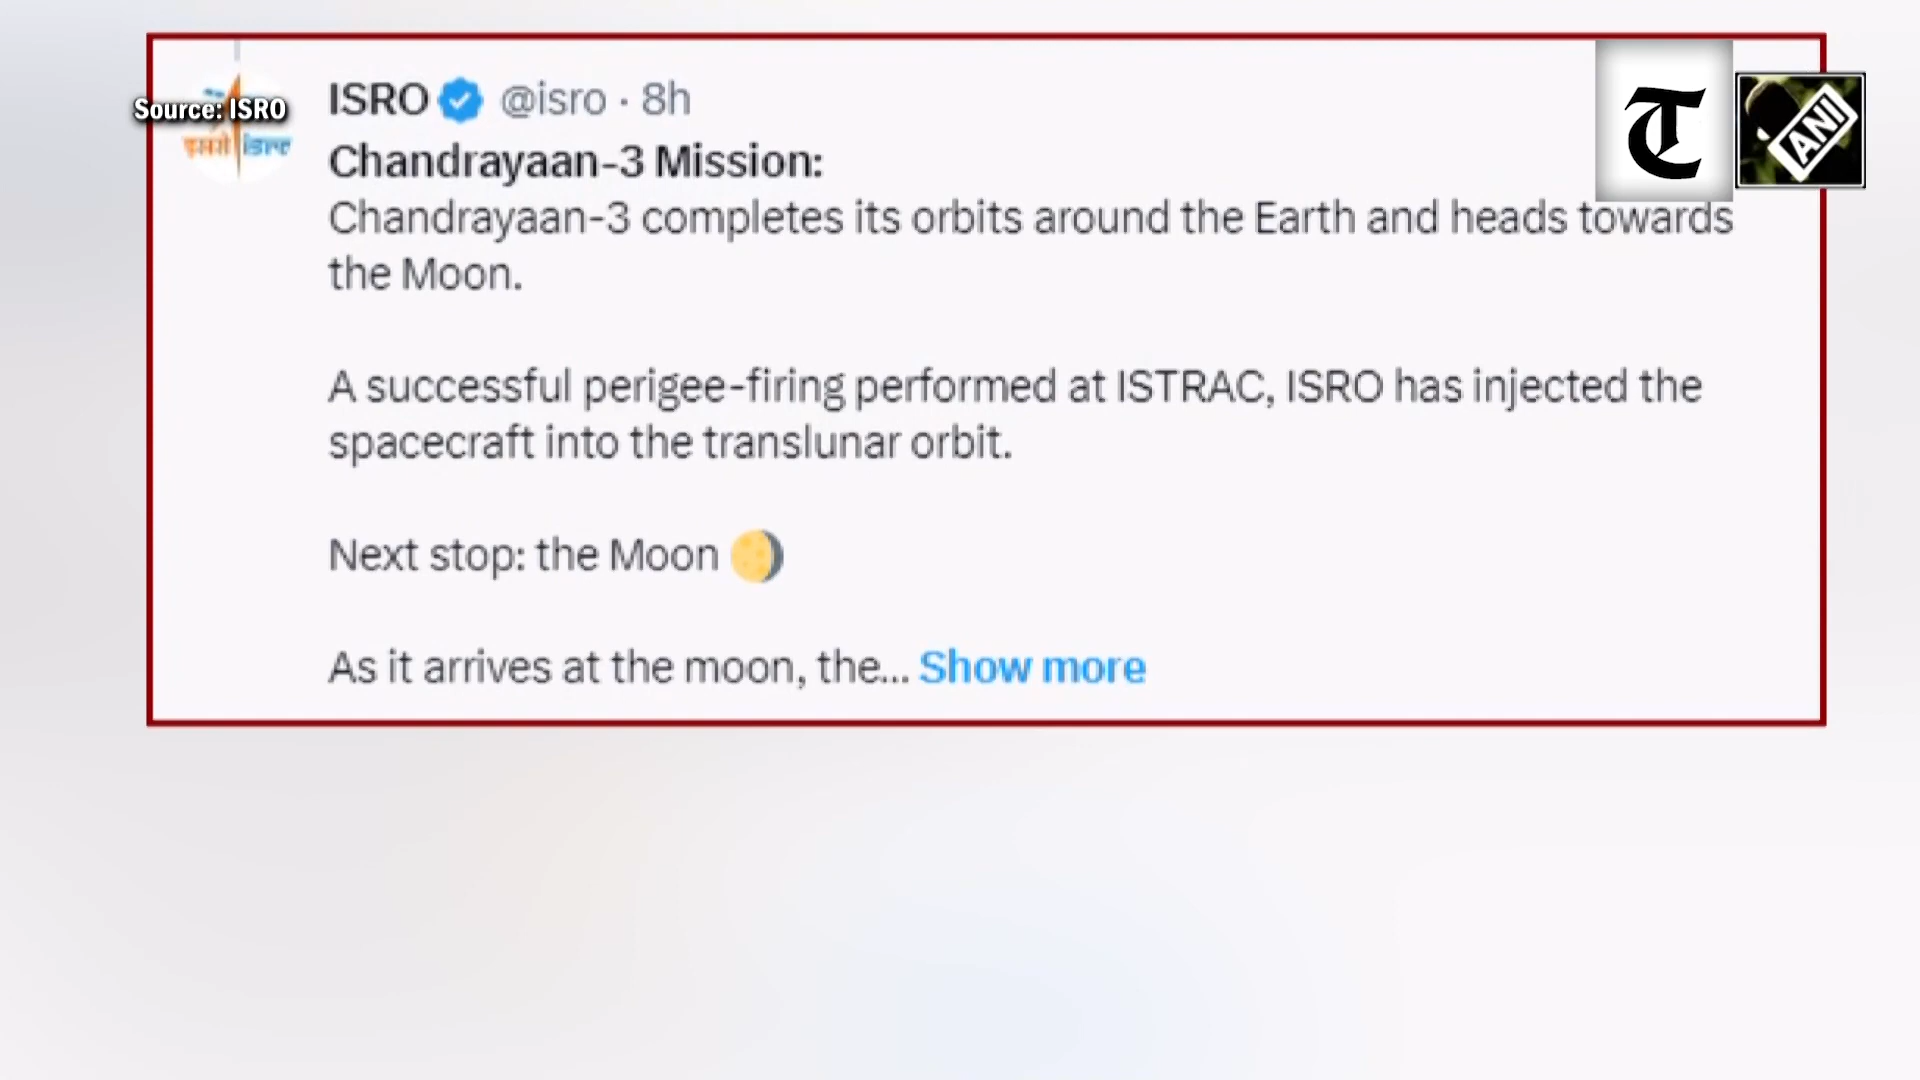 Source: ISRO
इसरो isro
ISRO @isro · 8h
Chandrayaan-3 Mission:
Chandrayaan-3 completes its orbits around the Earth and heads towards
the Moon.
A successful perigee-firing performed at ISTRAC, ISRO has injected the
spacecraft into the translunar orbit.
Next stop: the Moon 🌖
As it arrives at the moon, the... Show more
T
ANI